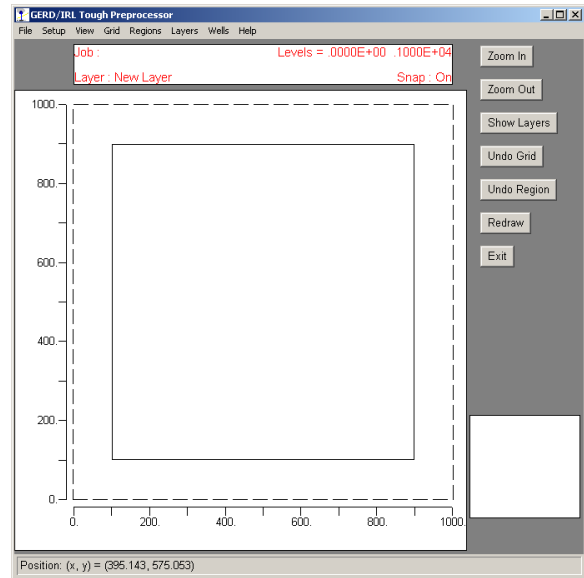 GERD/IRL Tough Preprocessor
File Setup View Grid Regions Layers Wells Help
Job : Levels = .0000E+00 .1000E+04
Layer : New Layer Snap : On
Zoom In
Zoom Out
Show Layers
Undo Grid
Undo Region
Redraw
Exit
1000.
800.
600.
400.
200.
0.
0. 200. 400. 600. 800. 1000.
Position: (x, y) = (395.143, 575.053)